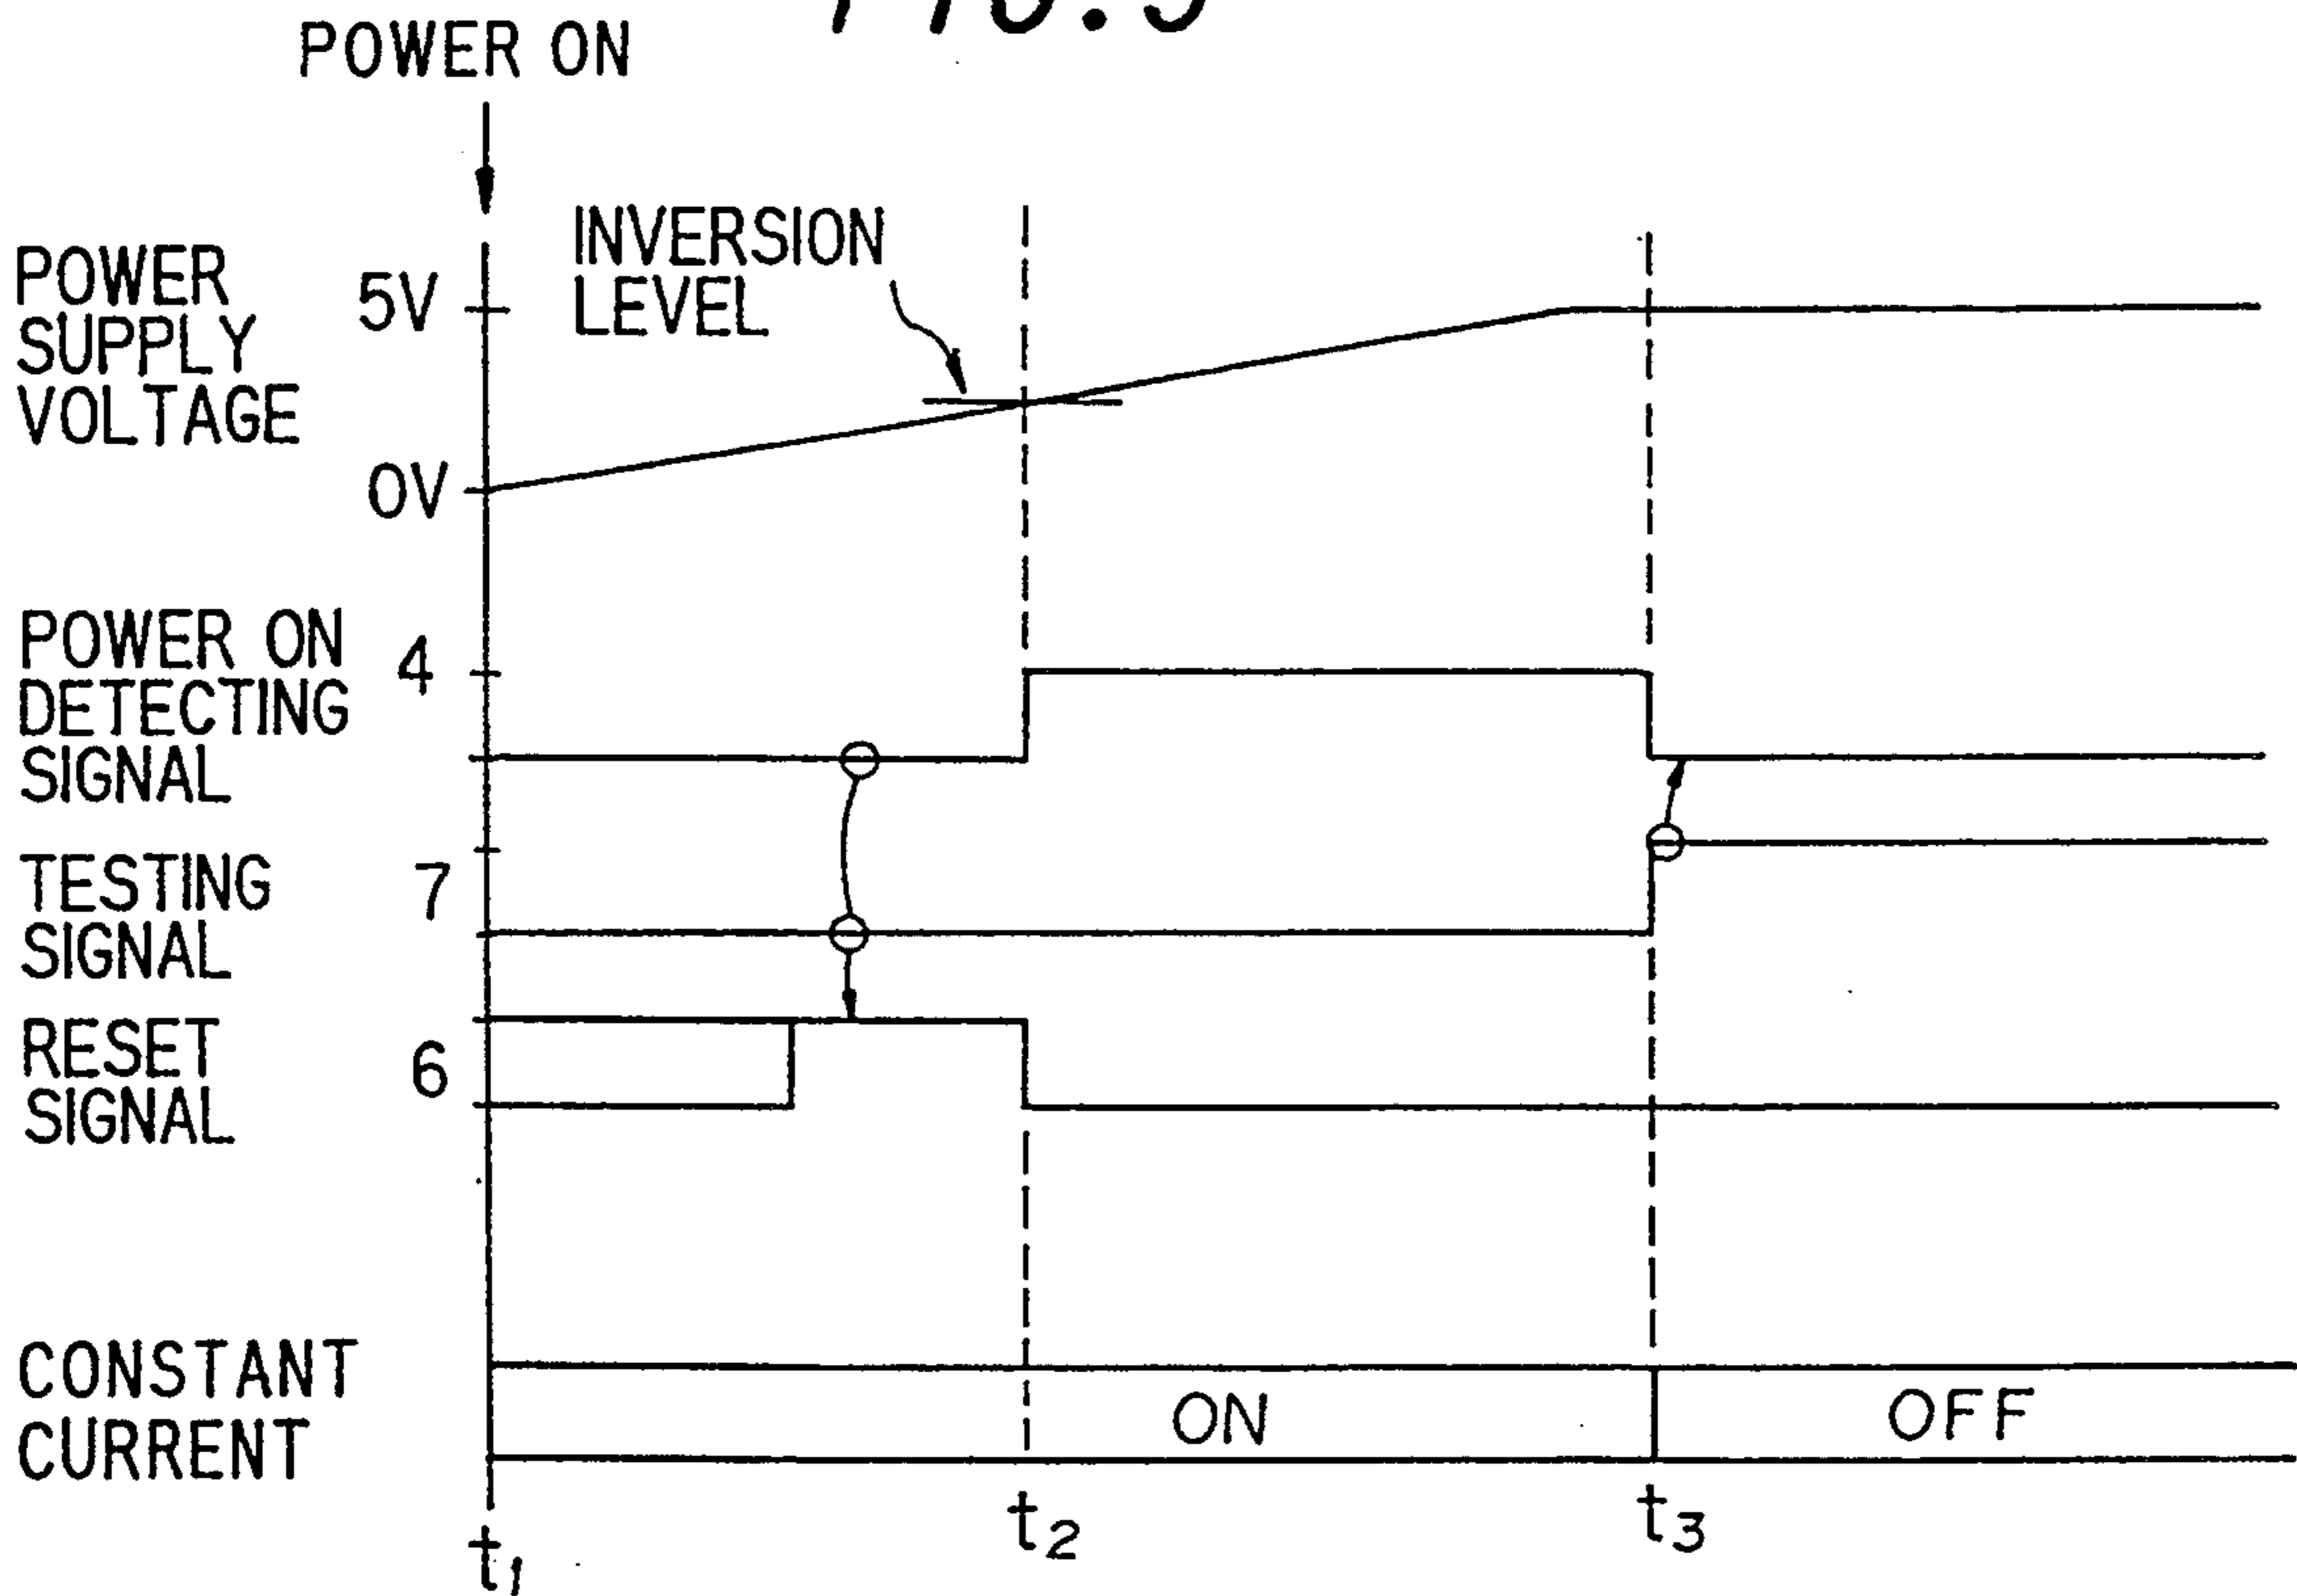 POWER ON
INVERSION
LEVEL
POWER
SUPPLY
VOLTAGE
5V
0V
POWER ON
DETECTING
SIGNAL
4
TESTING
SIGNAL
7
RESET
SIGNAL
6
CONSTANT
CURRENT
ON
OFF
t1
t2
t3